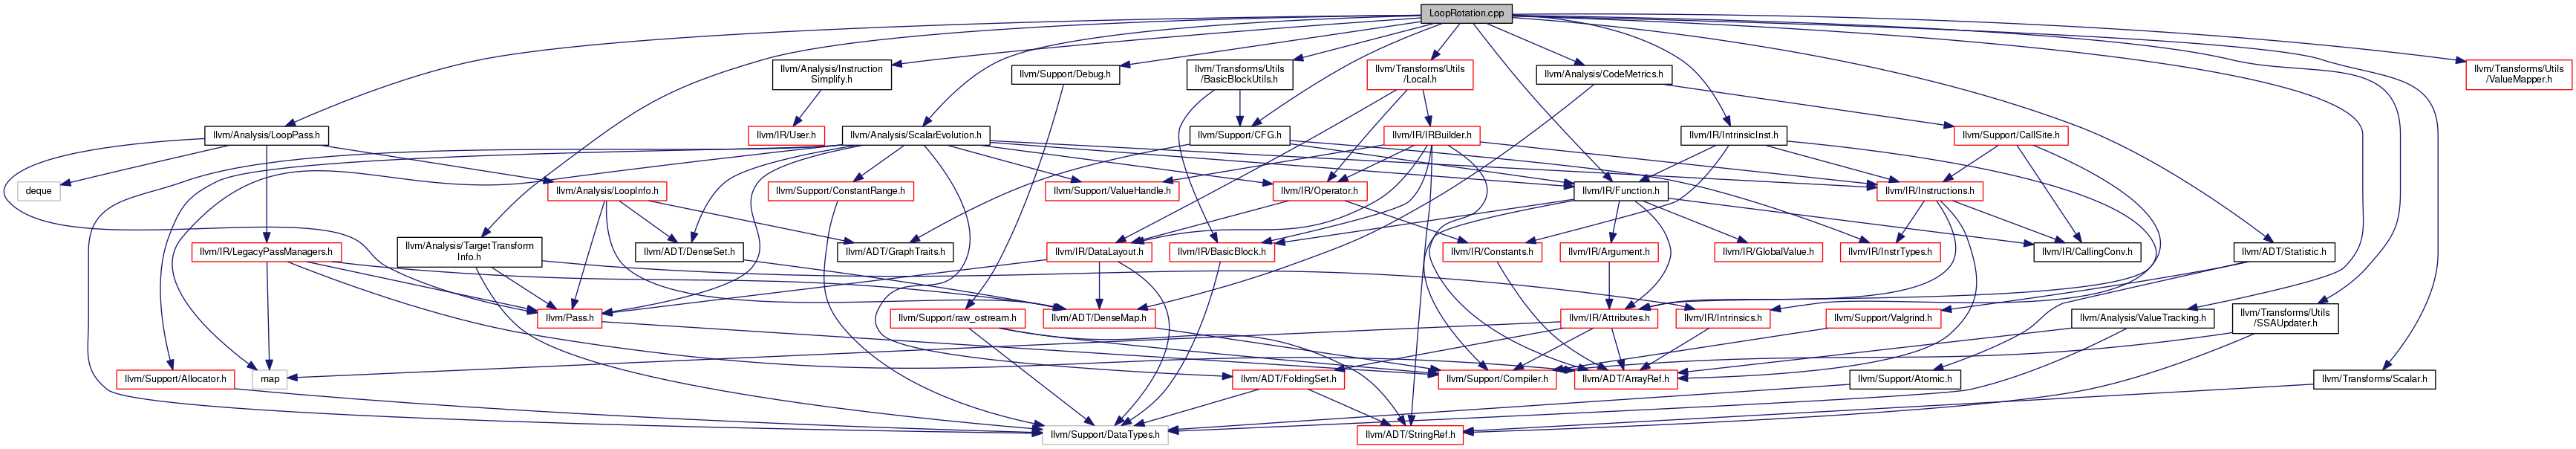 LoopRotation.cpp
llvm/Analysis/Instruction
Simplify.h
llvm/Support/Debug.h
llvm/Transforms/Utils
/BasicBlockUtils.h
llvm/Transforms/Utils
/Local.h
llvm/Analysis/CodeMetrics.h
llvm/Transforms/Utils
/ValueMapper.h
llvm/Analysis/LoopPass.h
llvm/IR/User.h
llvm/Analysis/ScalarEvolution.h
llvm/Support/CFG.h
llvm/IR/IRBuilder.h
llvm/IR/IntrinsicInst.h
llvm/Support/CallSite.h
deque
llvm/Analysis/LoopInfo.h
llvm/Support/ConstantRange.h
llvm/Support/ValueHandle.h
llvm/IR/Operator.h
llvm/IR/Function.h
llvm/IR/Instructions.h
llvm/IR/LegacyPassManagers.h
llvm/Analysis/TargetTransform
Info.h
llvm/ADT/DenseSet.h
llvm/ADT/GraphTraits.h
llvm/IR/DataLayout.h
llvm/IR/BasicBlock.h
llvm/IR/Constants.h
llvm/IR/Argument.h
llvm/IR/GlobalValue.h
llvm/IR/InstrTypes.h
llvm/IR/CallingConv.h
llvm/ADT/Statistic.h
llvm/Pass.h
llvm/Support/raw_ostream.h
llvm/ADT/DenseMap.h
llvm/IR/Attributes.h
llvm/IR/Intrinsics.h
llvm/Support/Valgrind.h
llvm/Analysis/ValueTracking.h
llvm/Transforms/Utils
/SSAUpdater.h
llvm/Support/Allocator.h
map
llvm/ADT/FoldingSet.h
llvm/Support/Compiler.h
llvm/ADT/ArrayRef.h
llvm/Support/Atomic.h
llvm/Transforms/Scalar.h
llvm/Support/DataTypes.h
llvm/ADT/StringRef.h